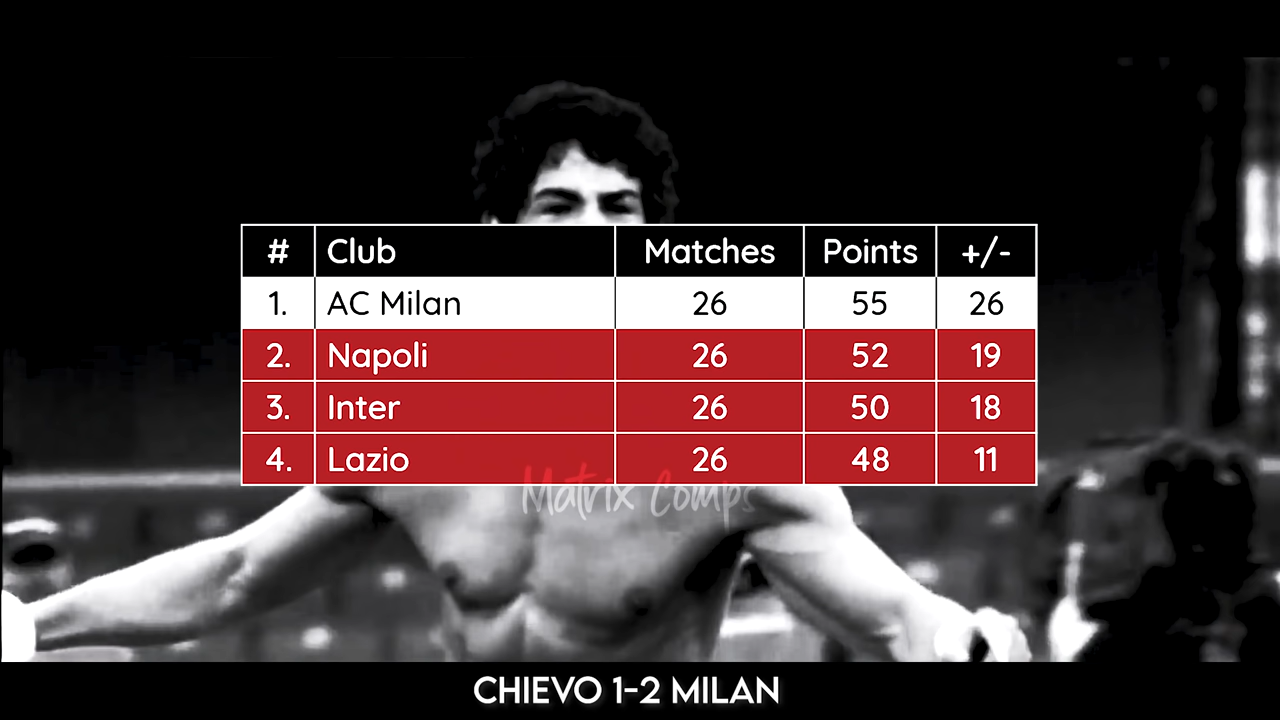 # Club Matches Points +/-
1. AC Milan 26 55 26
2. Napoli 26 52 19
3. Inter 26 50 18
4. Lazio 26 48 11
Matrix Comps
CHIEVO 1-2 MILAN